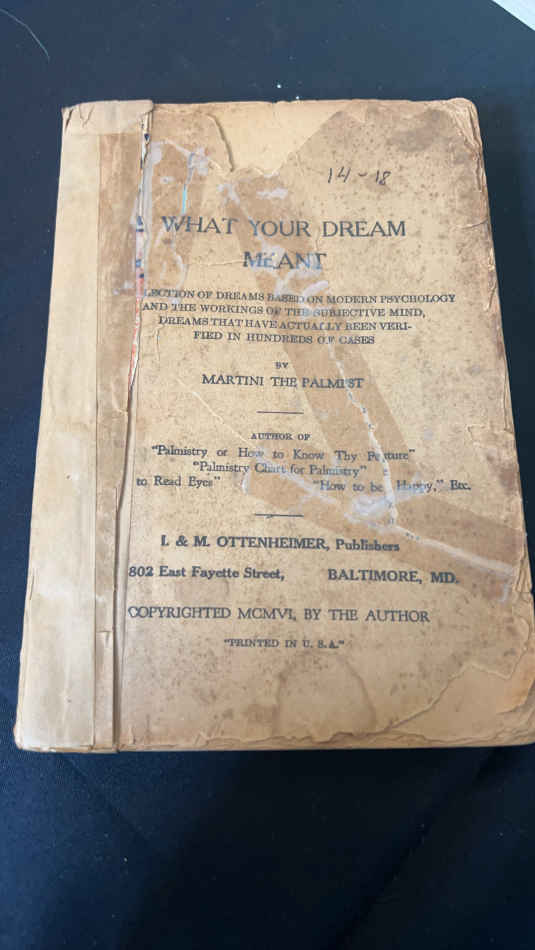 14-18
WHAT YOUR DREAM
MEANT
LECTION OF DREAMS BASED ON MODERN PSYCHOLOGY
AND THE WORKINGS OF THE SUBJECTIVE MIND,
DREAMS THAT HAVE ACTUALLY BEEN VERI-
FIED IN HUNDREDS OF CASES
BY
MARTINI THE PALMIST
AUTHOR OF
"Palmistry or How to Know Thy Future"
"Palmistry Chart for Palmistry"
to Read Eyes" "How to be Happy," Etc.
I. & M. OTTENHEIMER, Publishers
802 East Fayette Street, BALTIMORE, MD.
COPYRIGHTED MCMVI, BY THE AUTHOR
"PRINTED IN U. S. A."